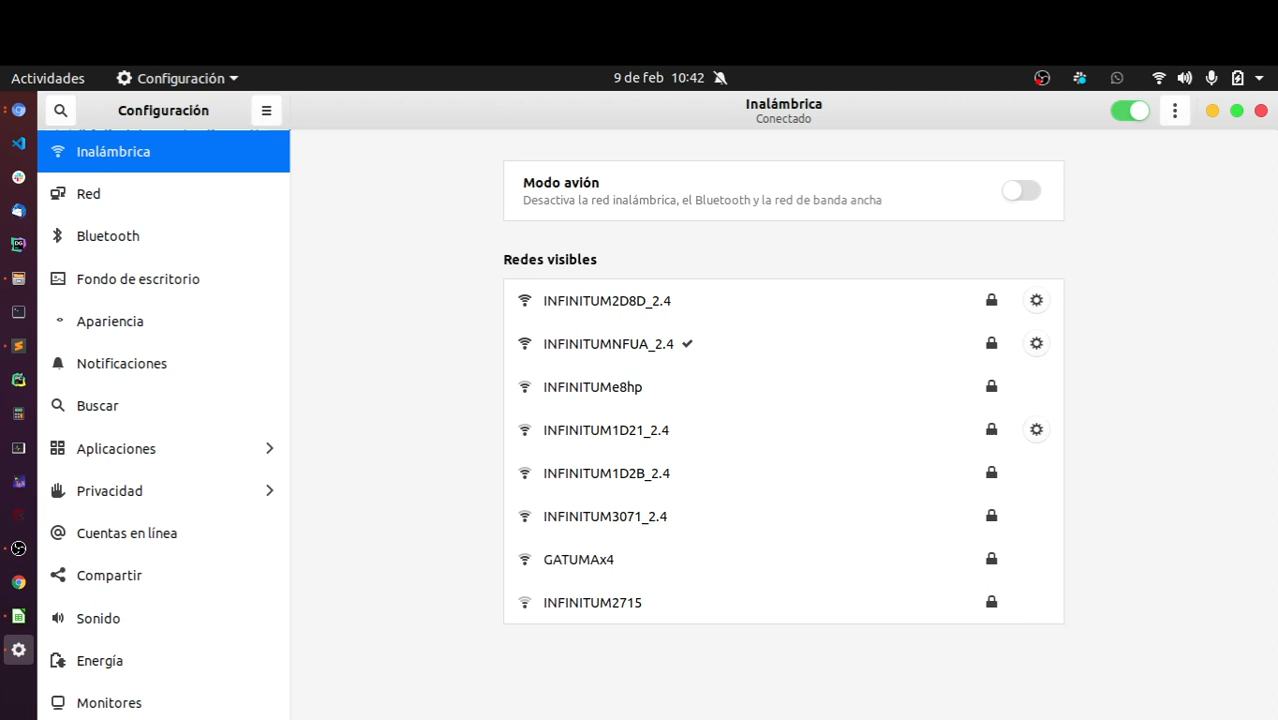 Actividades
Configuración
9 de feb 10:42
Configuración
Inalámbrica
Conectado
Inalámbrica
Red
Bluetooth
Fondo de escritorio
Apariencia
Notificaciones
Buscar
Aplicaciones
Privacidad
Cuentas en línea
Compartir
Sonido
Energía
Monitores
Modo avión
Desactiva la red inalámbrica, el Bluetooth y la red de banda ancha
Redes visibles
INFINITUM2D8D_2.4
INFINITUMNFUA_2.4
INFINITUMe8hp
INFINITUM1D21_2.4
INFINITUM1D2B_2.4
INFINITUM3071_2.4
GATUMAx4
INFINITUM2715